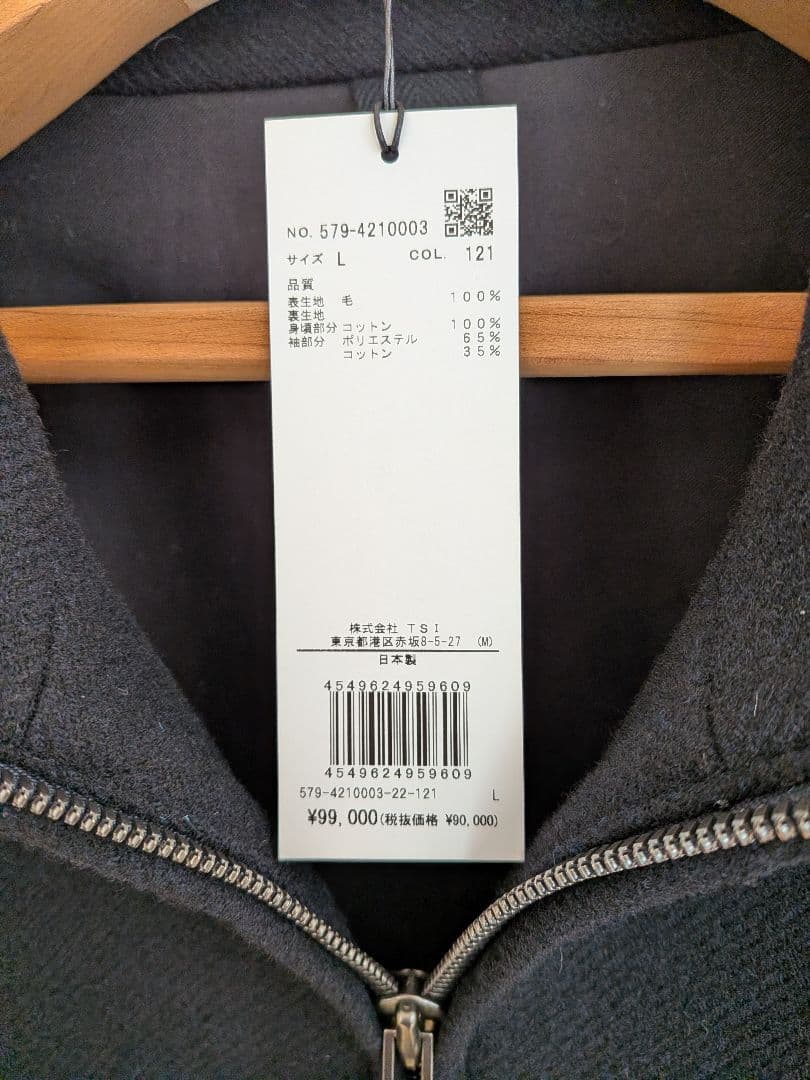 NO. 579-4210003
サイズ L COL. 121
品質
表生地 毛 100%
裏生地
身頃部分 コットン 100%
袖部分 ポリエステル 65%
コットン 35%
株式会社 TSI
東京都港区赤坂8-5-27 (M)
日本製
4549624959609
4549624959609
579-4210003-22-121 L
¥99,000(税抜価格 ¥90,000)